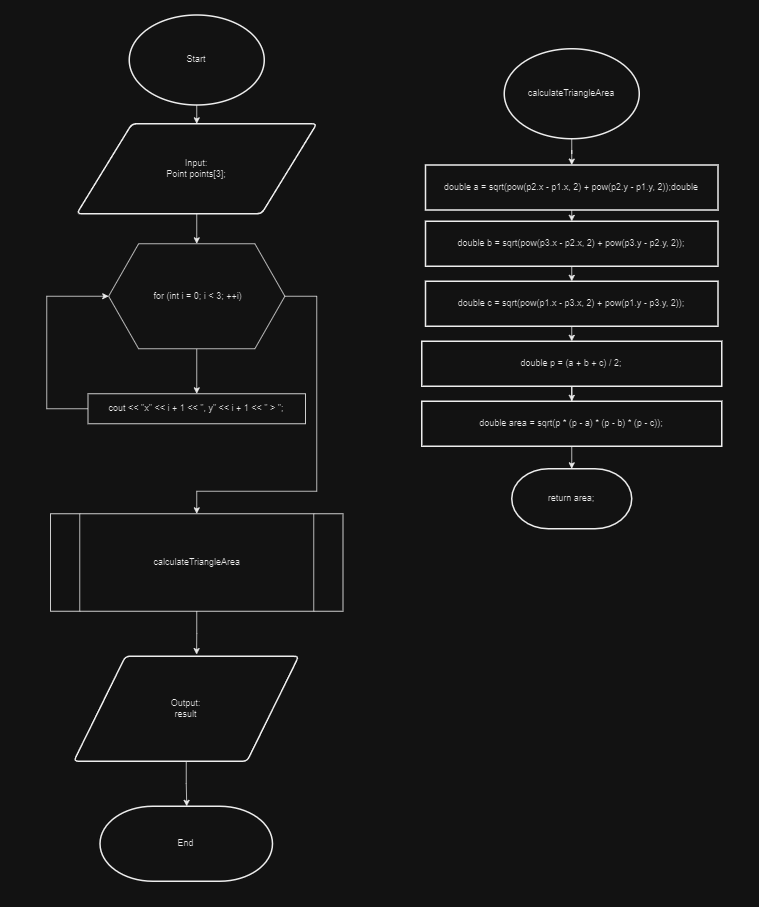 Start
Input:
Point points[3];
for (int i = 0; i < 3; ++i)
cout << "x" << i + 1 << ", y" << i + 1 << " > ";
calculateTriangleArea
Output:
result
End
calculateTriangleArea
double a = sqrt(pow(p2.x - p1.x, 2) + pow(p2.y - p1.y, 2));double
double b = sqrt(pow(p3.x - p2.x, 2) + pow(p3.y - p2.y, 2));
double c = sqrt(pow(p1.x - p3.x, 2) + pow(p1.y - p3.y, 2));
double p = (a + b + c) / 2;
double area = sqrt(p * (p - a) * (p - b) * (p - c));
return area;